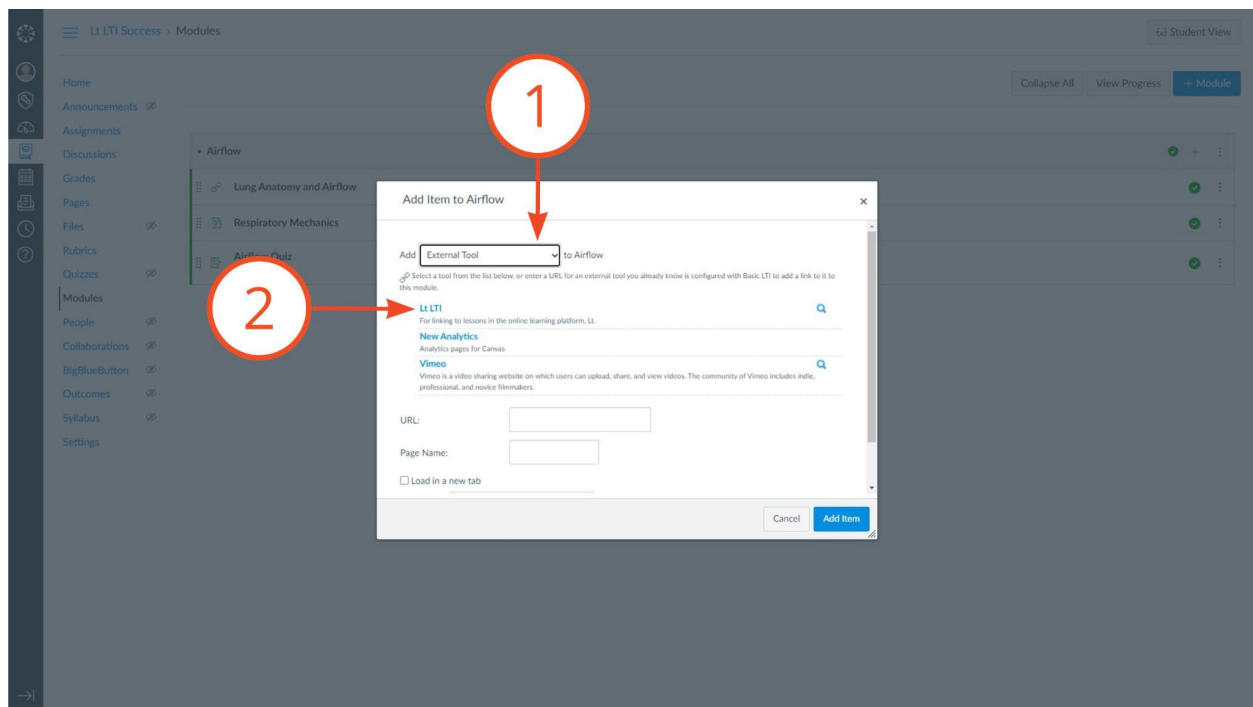 Lt LTI Success > Modules
Student View
Home
Announcements
Assignments
Discussions
Grades
Pages
Files
Rubrics
Quizzes
Modules
People
Collaborations
BigBlueButton
Outcomes
Syllabus
Settings
Collapse All View Progress + Module
Airflow
Lung Anatomy and Airflow
Respiratory Mechanics
Airflow Quiz
1
2
Add Item to Airflow
Add External Tool to Airflow
Select a tool from the list below, or enter a URL for an external tool you already know is configured with Basic LTI to add a link to it to
this module.
Lt LTI
For linking to lessons in the online learning platform, Lt.
New Analytics
Analytics pages for Canvas
Vimeo
Vimeo is a video sharing website on which users can upload, share, and view videos. The community of Vimeo includes indie,
professional, and novice filmmakers.
URL:
Page Name:
Load in a new tab
Cancel Add Item